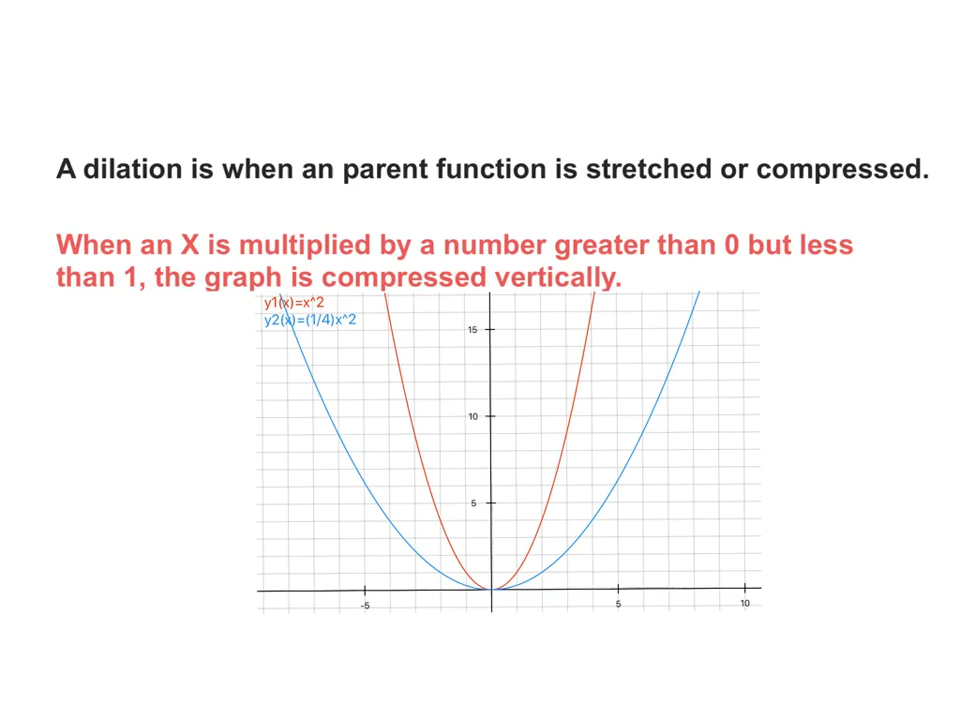 A dilation is when an parent function is stretched or compressed.
When an X is multiplied by a number greater than 0 but less
than 1, the graph is compressed vertically.
y1(x)=x^2
y2(x)=(1/4)x^2
15
10
5
-5
5
10